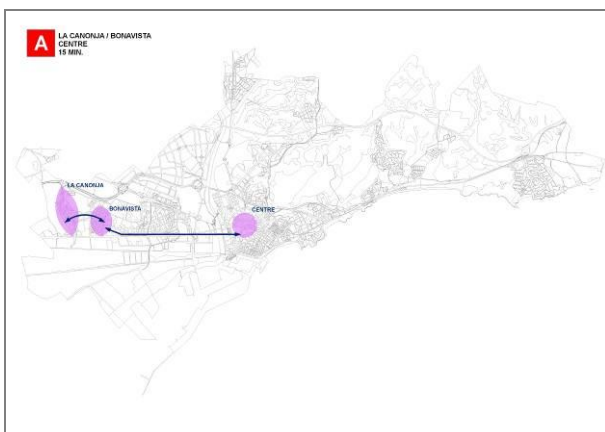 A
LA CANONJA / BONAVISTA
CENTRE
15 MIN.
LA CANONJA
BONAVISTA
CENTRE